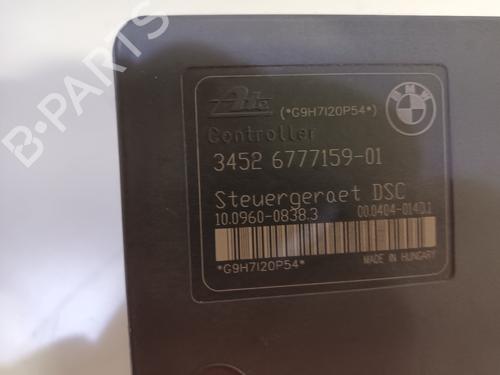 B-PARTS
Ate (*G9H7I20P54*)
BMW
Controller
3452 6777159-01
Steuergeraet DSC
10.0960-0838.3 00.0404-0143.1
*G9H7I20P54* MADE IN HUNGARY